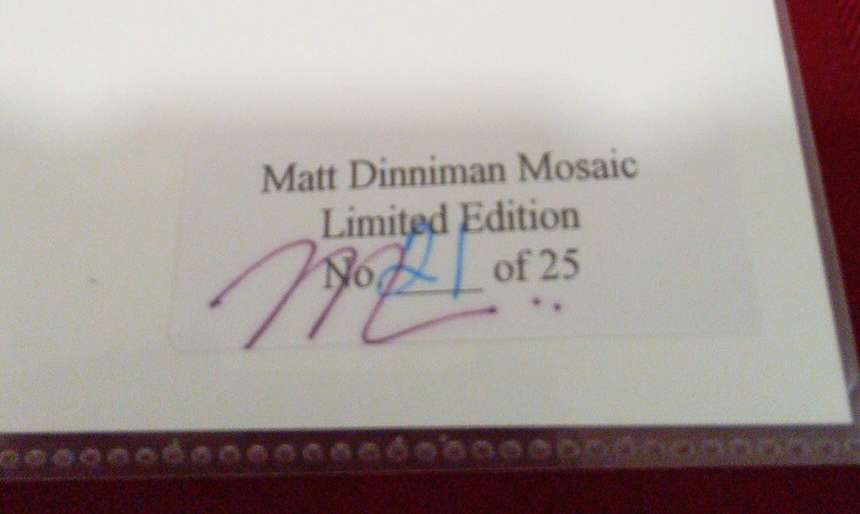 Matt Dinniman Mosaic
Limited Edition
No. 21 of 25